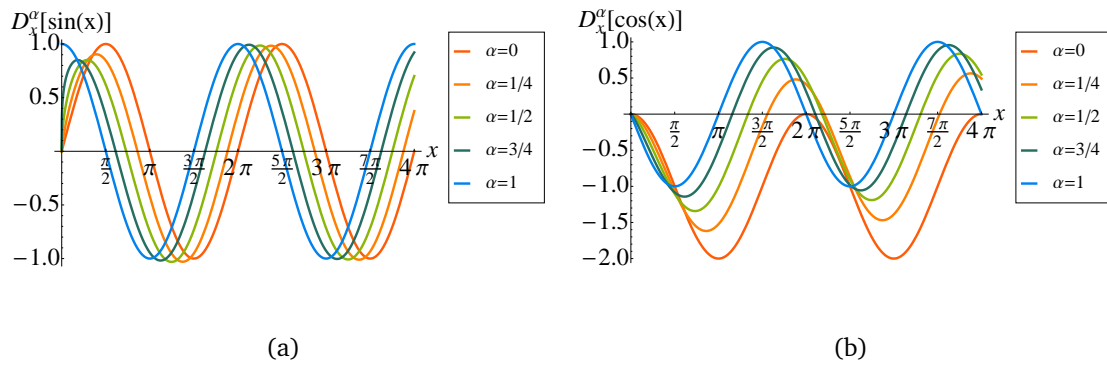 D_x^α[sin(x)]
1.0
0.5
−0.5
−1.0
π/2
π
3π/2
2π
5π/2
3π
7π/2
4π
x
α=0
α=1/4
α=1/2
α=3/4
α=1
(a)
D_x^α[cos(x)]
1.0
0.5
−0.5
−1.0
−1.5
−2.0
π/2
π
3π/2
2π
5π/2
3π
7π/2
4π
x
α=0
α=1/4
α=1/2
α=3/4
α=1
(b)